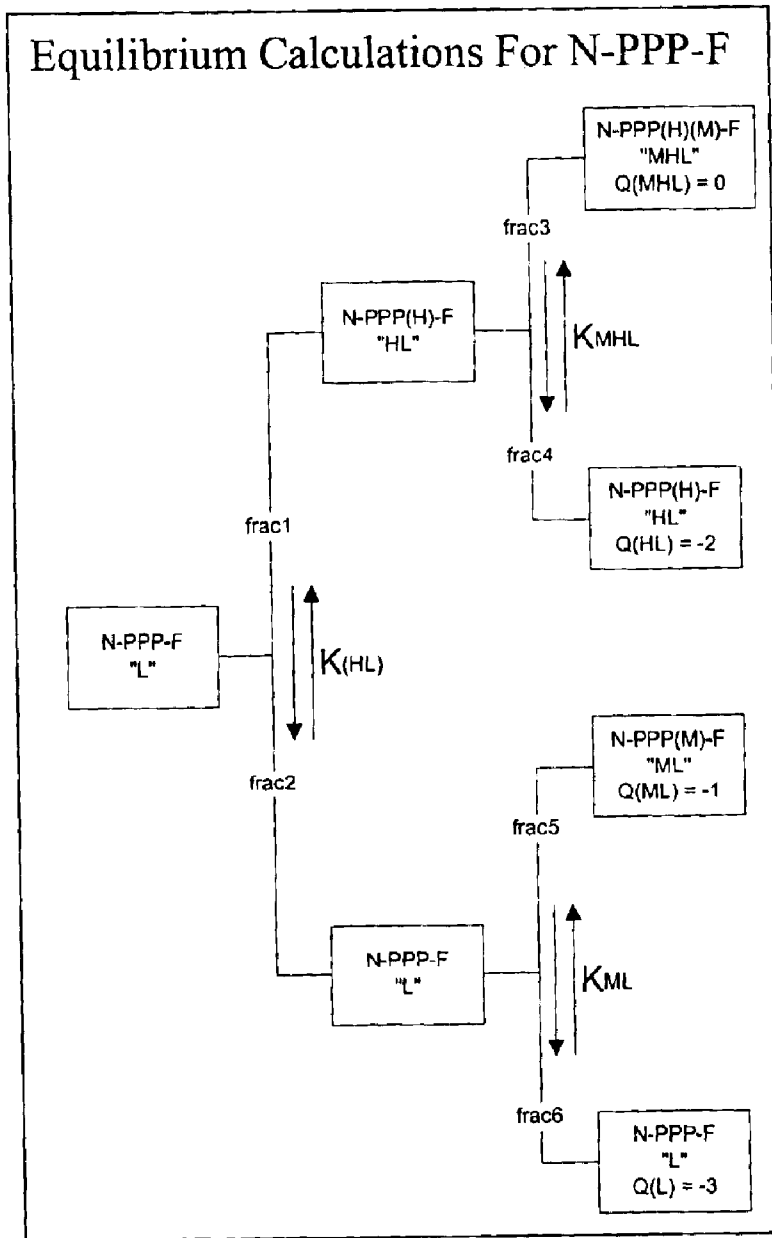 Equilibrium Calculations For N-PPP-F
N-PPP(H)(M)-F
"MHL"
Q(MHL) = 0
frac3
N-PPP(H)-F
"HL"
KMHL
frac4
N-PPP(H)-F
"HL"
Q(HL) = -2
frac1
N-PPP-F
"L"
K(HL)
N-PPP(M)-F
"ML"
Q(ML) = -1
frac2
frac5
N-PPP-F
"L"
KML
frac6
N-PPP-F
"L"
Q(L) = -3